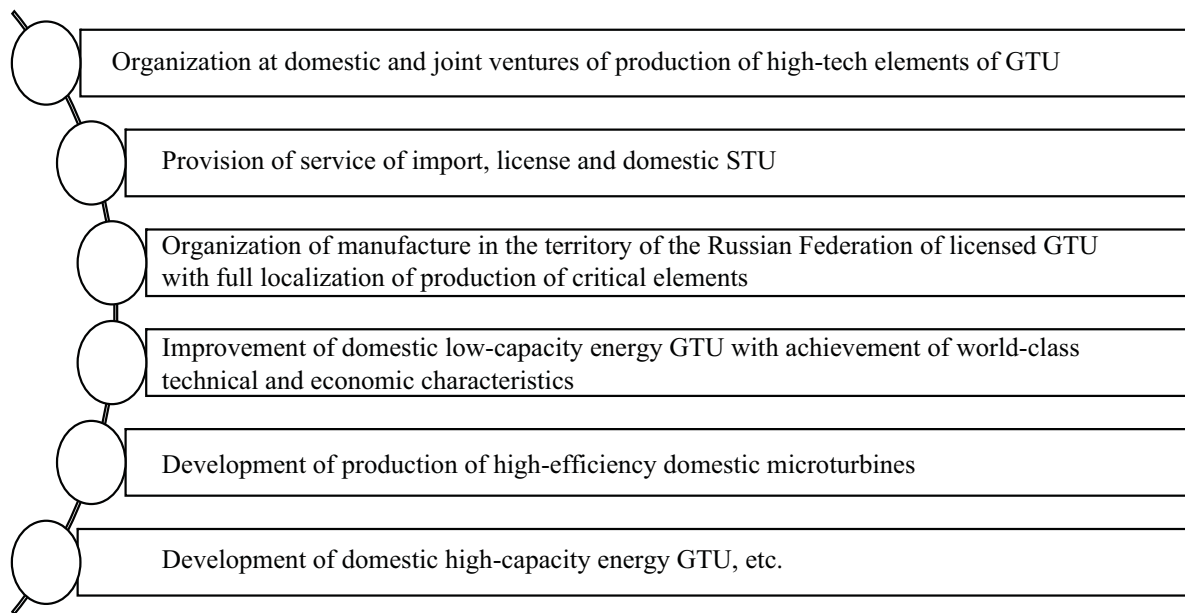 Organization at domestic and joint ventures of production of high-tech elements of GTU
Provision of service of import, license and domestic STU
Organization of manufacture in the territory of the Russian Federation of licensed GTU
with full localization of production of critical elements
Improvement of domestic low-capacity energy GTU with achievement of world-class
technical and economic characteristics
Development of production of high-efficiency domestic microturbines
Development of domestic high-capacity energy GTU, etc.